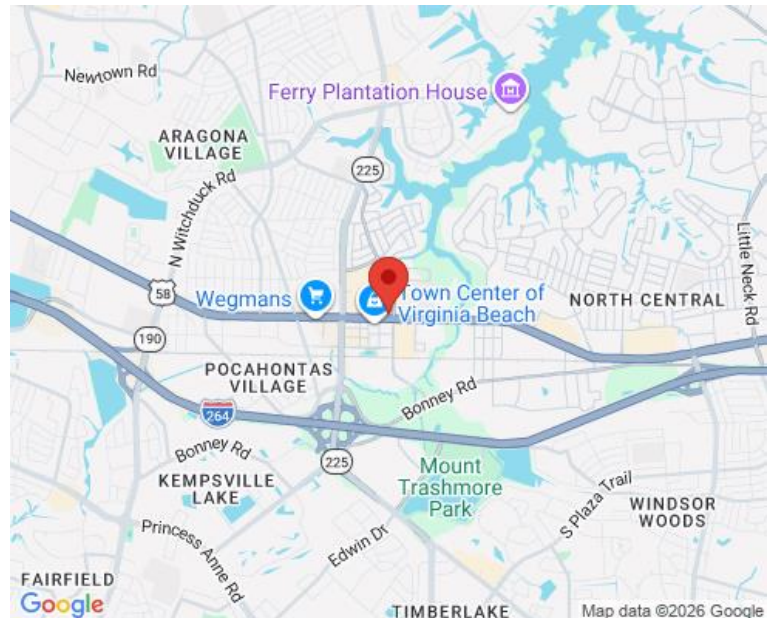 Newtown Rd
Ferry Plantation House
ARAGONA
VILLAGE
225
N Witchduck Rd
Little Neck Rd
58
Wegmans
Town Center of
Virginia Beach
NORTH CENTRAL
190
POCAHONTAS
VILLAGE
Bonney Rd
264
Bonney Rd
225
KEMPSVILLE
LAKE
Mount
Trashmore
Park
S Plaza Trail
WINDSOR
WOODS
Princess Anne Rd
Edwin Dr
FAIRFIELD
Google
TIMBERLAKE
Map data ©2026 Google